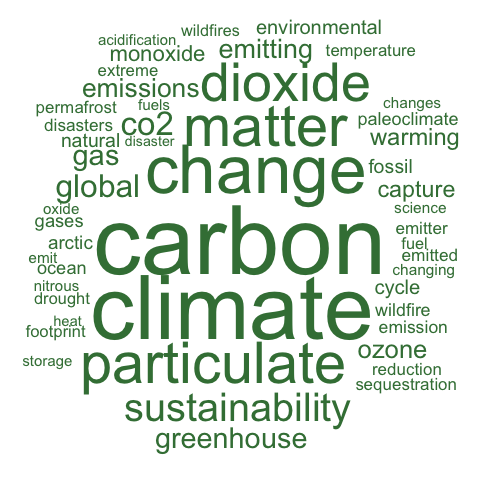 wildfires environmental
acidification
monoxide emitting temperature
extreme
emissions dioxide
permafrost fuels changes
disasters co2 matter paleoclimate
natural disaster warming
gas change fossil
global capture
oxide science
gases carbon emitter
arctic fuel
emit emitted
ocean changing
nitrous climate cycle
drought wildfire
heat emission
footprint
storage particulate ozone
reduction
sequestration
sustainability
greenhouse